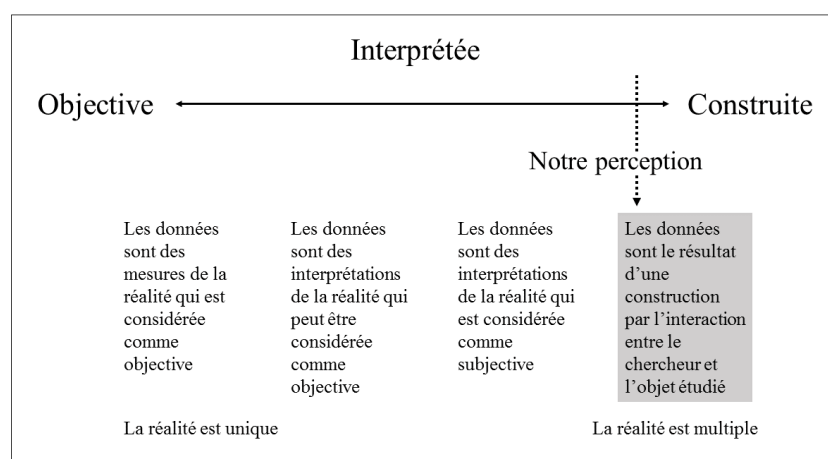 Interprétée
Objective
Construite
Notre perception
Les données
sont des
mesures de la
réalité qui est
considérée
comme
objective
Les données
sont des
interprétations
de la réalité qui
peut être
considérée
comme
objective
Les données
sont des
interprétations
de la réalité qui
est considérée
comme
subjective
Les données
sont le résultat
d’une
construction
par l’interaction
entre le
chercheur et
l’objet étudié
La réalité est unique
La réalité est multiple